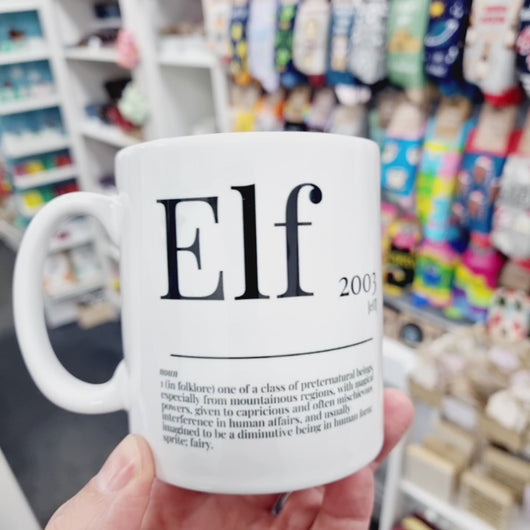 Elf
2003
[elf]
noun
1 (in folklore) one of a class of preternatural beings,
especially from mountainous regions, with magical
powers, given to capricious and often mischievous
interference in human affairs, and usually
imagined to be a diminutive being in human form;
sprite; fairy.